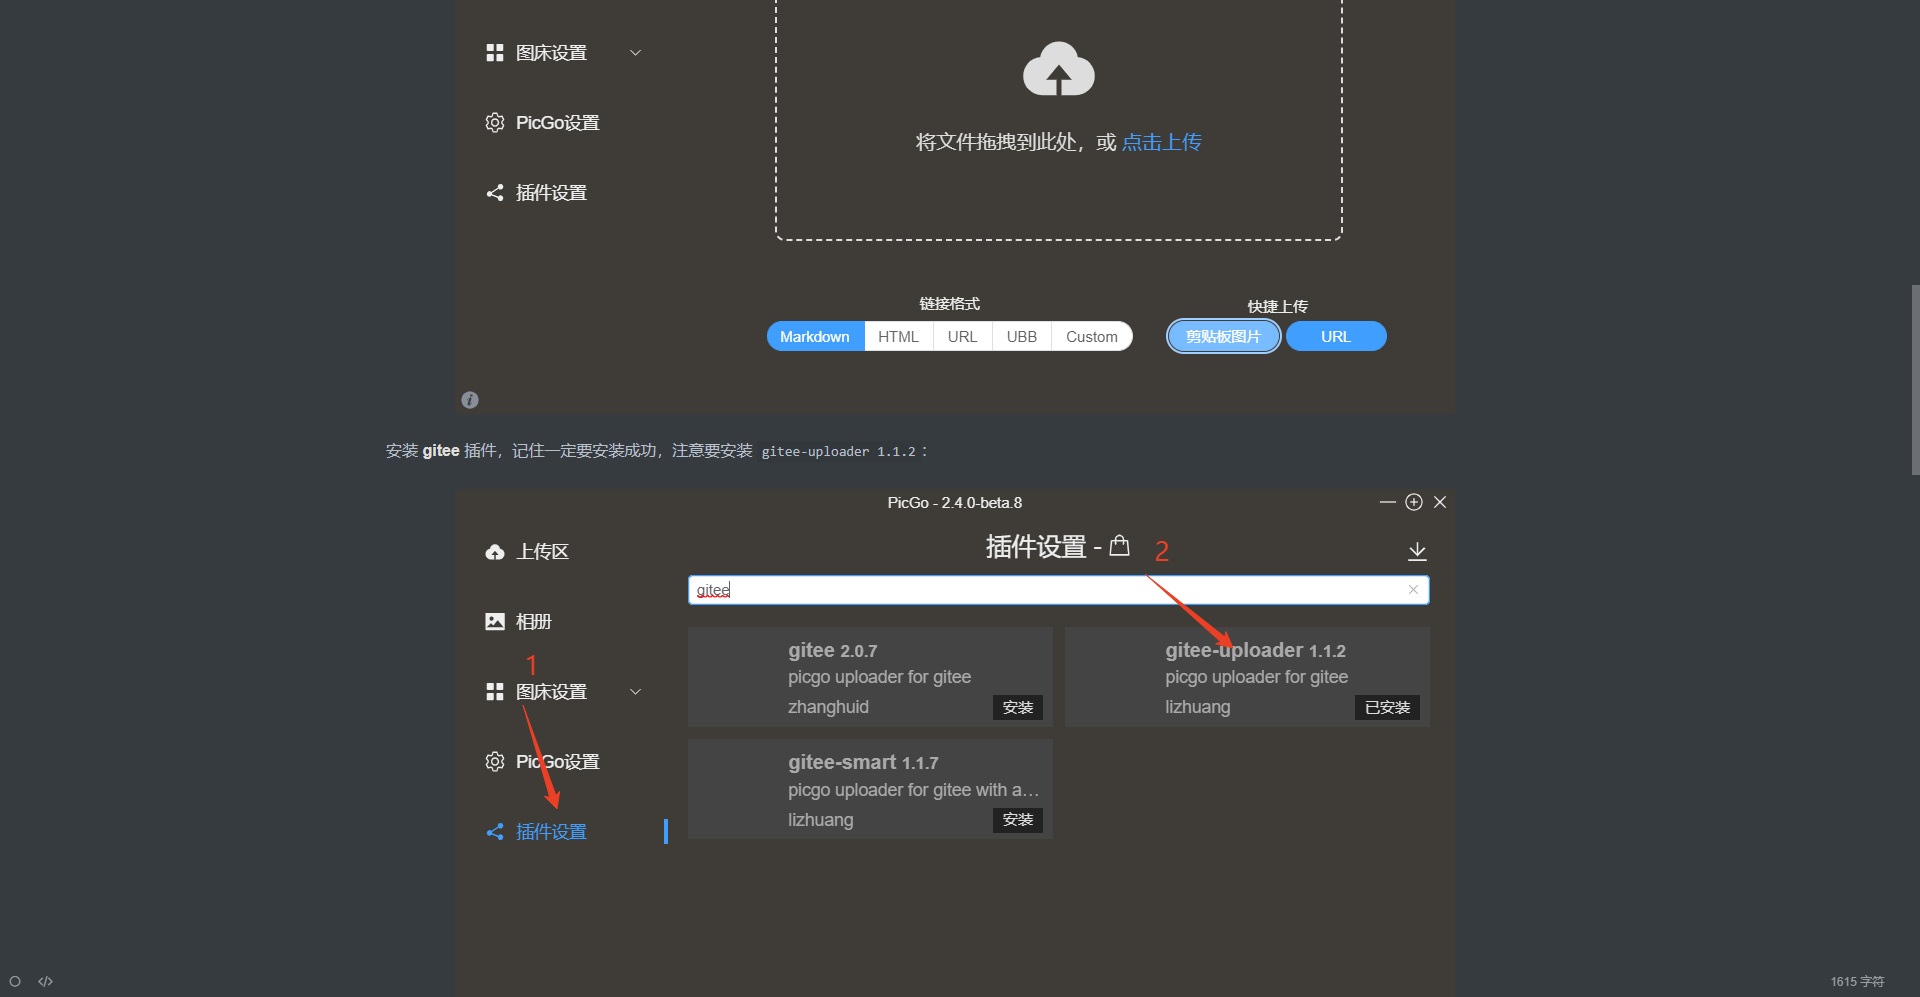 图床设置
PicGo设置
插件设置
将文件拖拽到此处，或 点击上传
链接格式
快捷上传
Markdown HTML URL UBB Custom
剪贴板图片 URL
安装 gitee 插件，记住一定要安装成功，注意要安装 gitee-uploader 1.1.2：
PicGo - 2.4.0-beta.8
上传区
插件设置 -
2
gitee
相册
1
图床设置
PicGo设置
插件设置
gitee 2.0.7
picgo uploader for gitee
zhanghuid
安装
gitee-uploader 1.1.2
picgo uploader for gitee
lizhuang
已安装
gitee-smart 1.1.7
picgo uploader for gitee with a...
lizhuang
安装
1615 字符